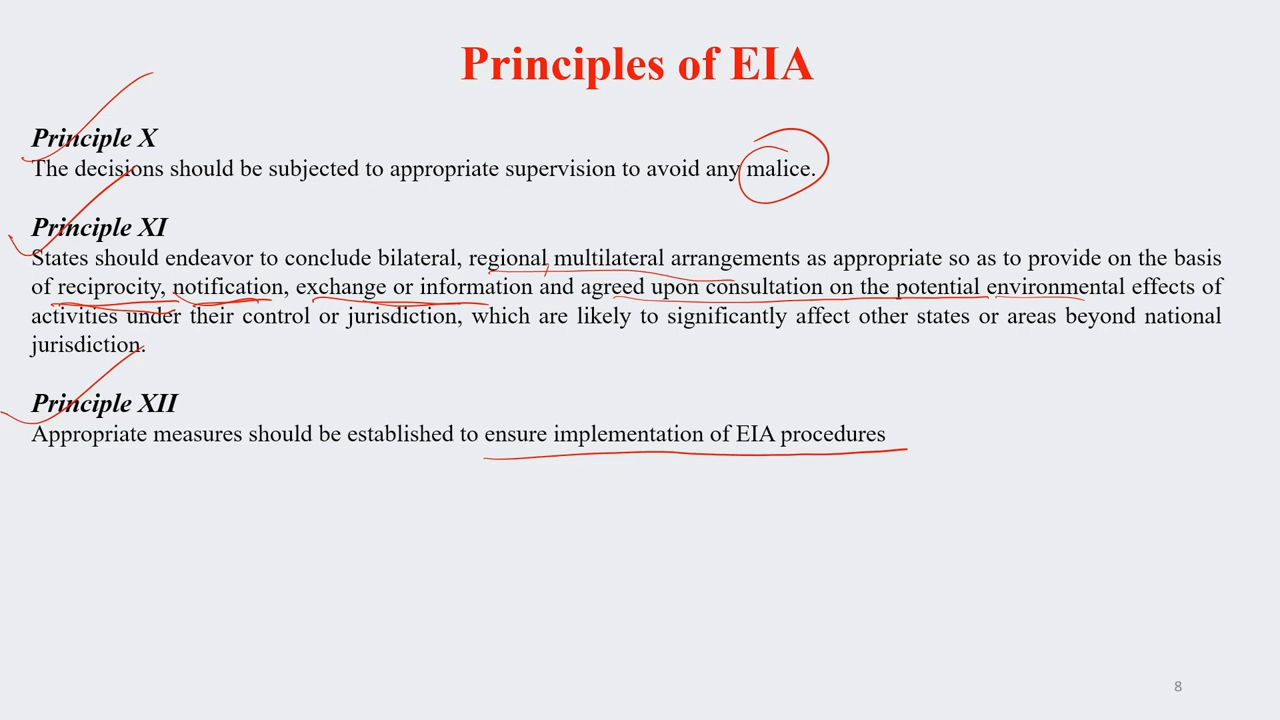 Principles of EIA
Principle X
The decisions should be subjected to appropriate supervision to avoid any malice.
Principle XI
States should endeavor to conclude bilateral, regional multilateral arrangements as appropriate so as to provide on the basis
of reciprocity, notification, exchange or information and agreed upon consultation on the potential environmental effects of
activities under their control or jurisdiction, which are likely to significantly affect other states or areas beyond national
jurisdiction.
Principle XII
Appropriate measures should be established to ensure implementation of EIA procedures
8